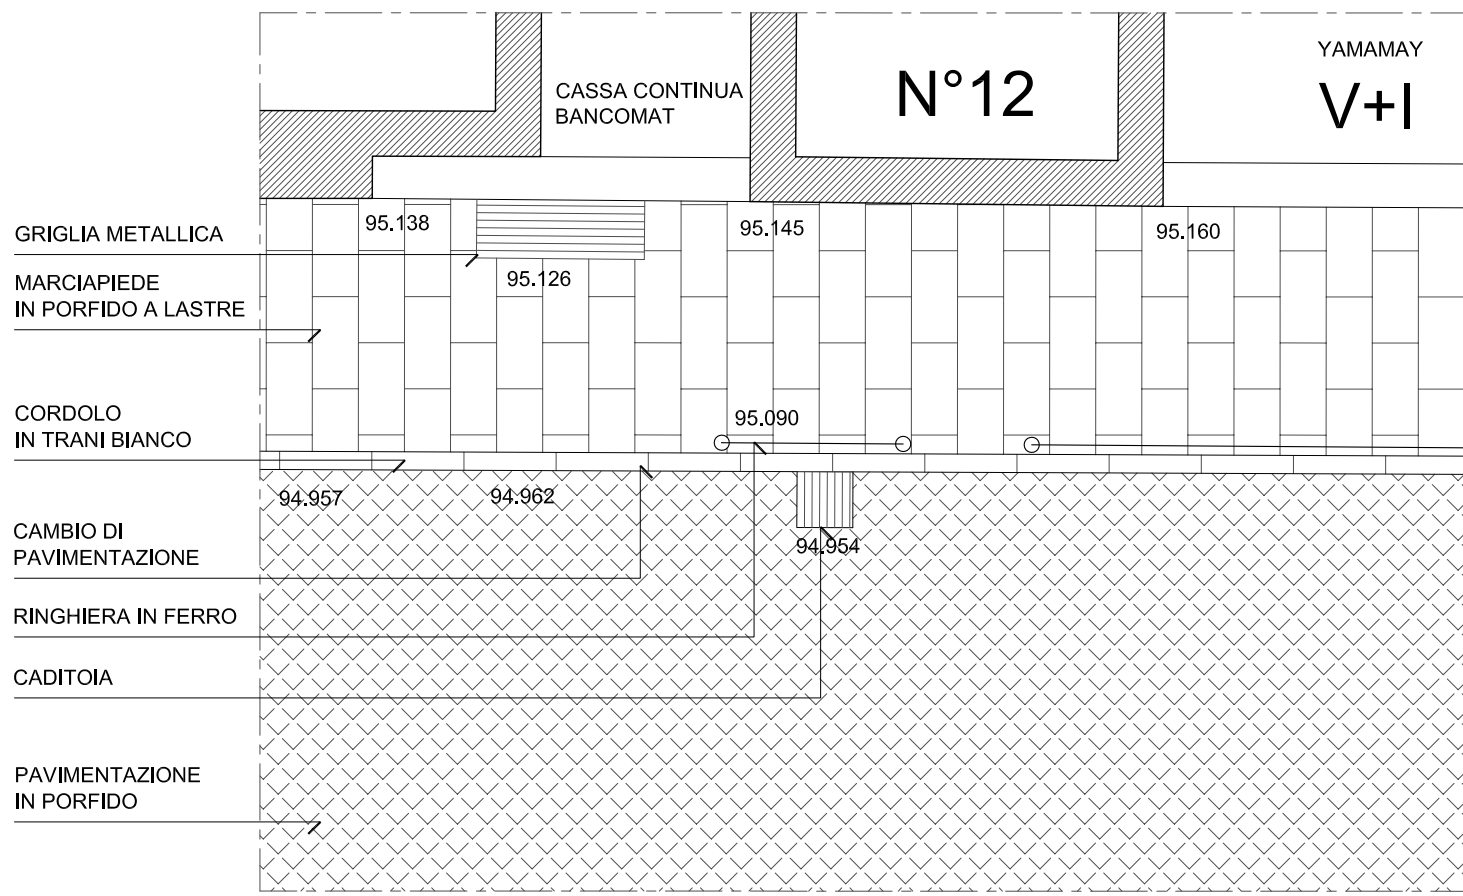 YAMAMAY
V+I
N°12
CASSA CONTINUA
BANCOMAT
95.138
95.145
95.160
GRIGLIA METALLICA
95.126
MARCIAPIEDE
IN PORFIDO A LASTRE
CORDOLO
IN TRANI BIANCO
95.090
94.957
94.962
CAMBIO DI
PAVIMENTAZIONE
94.954
RINGHIERA IN FERRO
CADITOIA
PAVIMENTAZIONE
IN PORFIDO